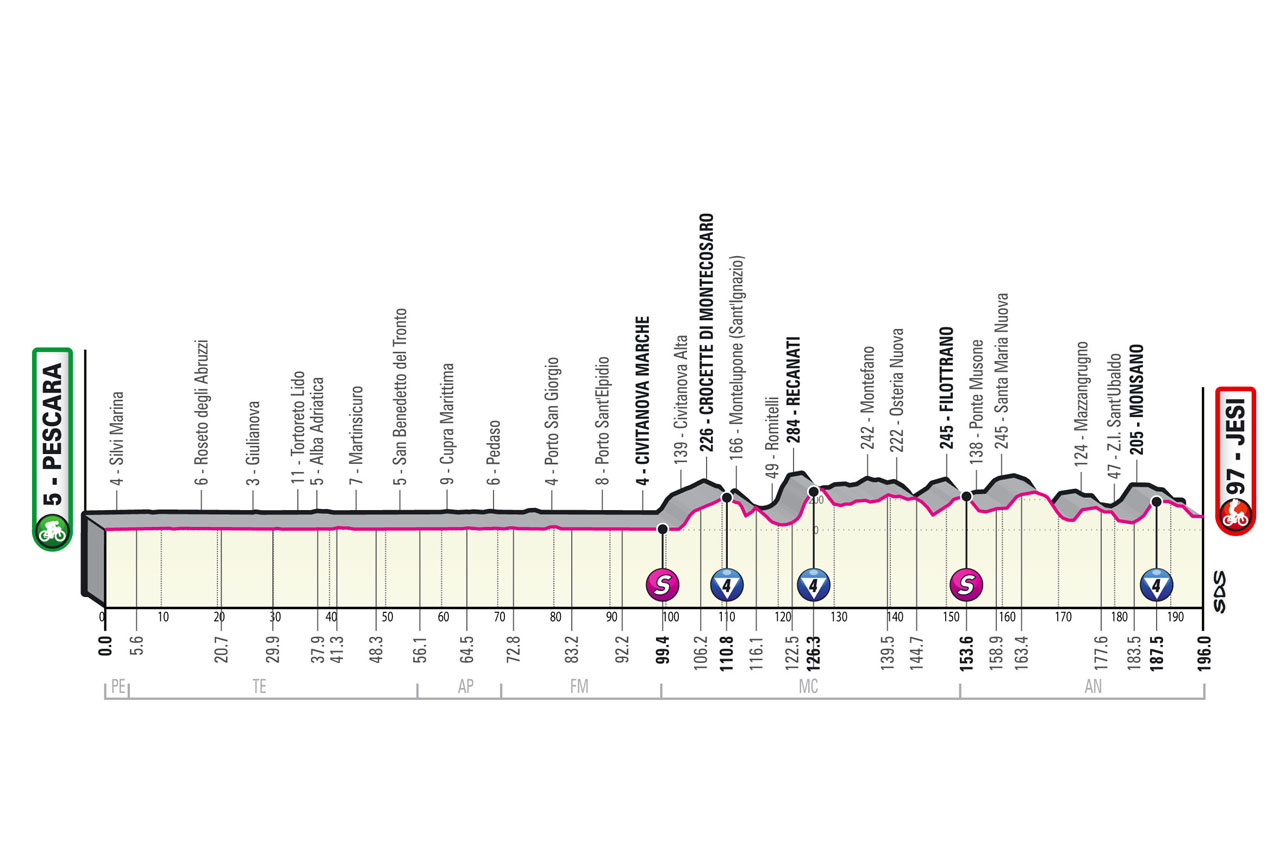 5 - PESCARA
4 - Silvi Marina
6 - Roseto degli Abruzzi
3 - Giulianova
11 - Tortoreto Lido
5 - Alba Adriatica
7 - Martinsicuro
5 - San Benedetto del Tronto
9 - Cupra Marittima
6 - Pedaso
4 - Porto San Giorgio
8 - Porto Sant'Elpidio
4 - CIVITANOVA MARCHE
139 - Civitanova Alta
226 - CROCETTE DI MONTECOSARO
166 - Montelupone (Sant'Ignazio)
49 - Romitelli
284 - RECANATI
242 - Montefano
222 - Osteria Nuova
245 - FILOTTRANO
138 - Ponte Musone
245 - Santa Maria Nuova
124 - Mazzangrugno
47 - Z.I. Sant'Ubaldo
205 - MONSANO
97 - JESI
0
S
4
4
S
4
SDS
0 10 20 30 40 50 60 70 80 90 100 110 120 130 140 150 160 170 180 190
0.0 5.6 20.7 29.9 37.9 41.3 48.3 56.1 64.5 72.8 83.2 92.2 99.4 106.2 110.8 116.1 122.5 126.3 139.5 144.7 153.6 158.9 163.4 177.6 183.5 187.5 196.0
PE TE AP FM MC AN